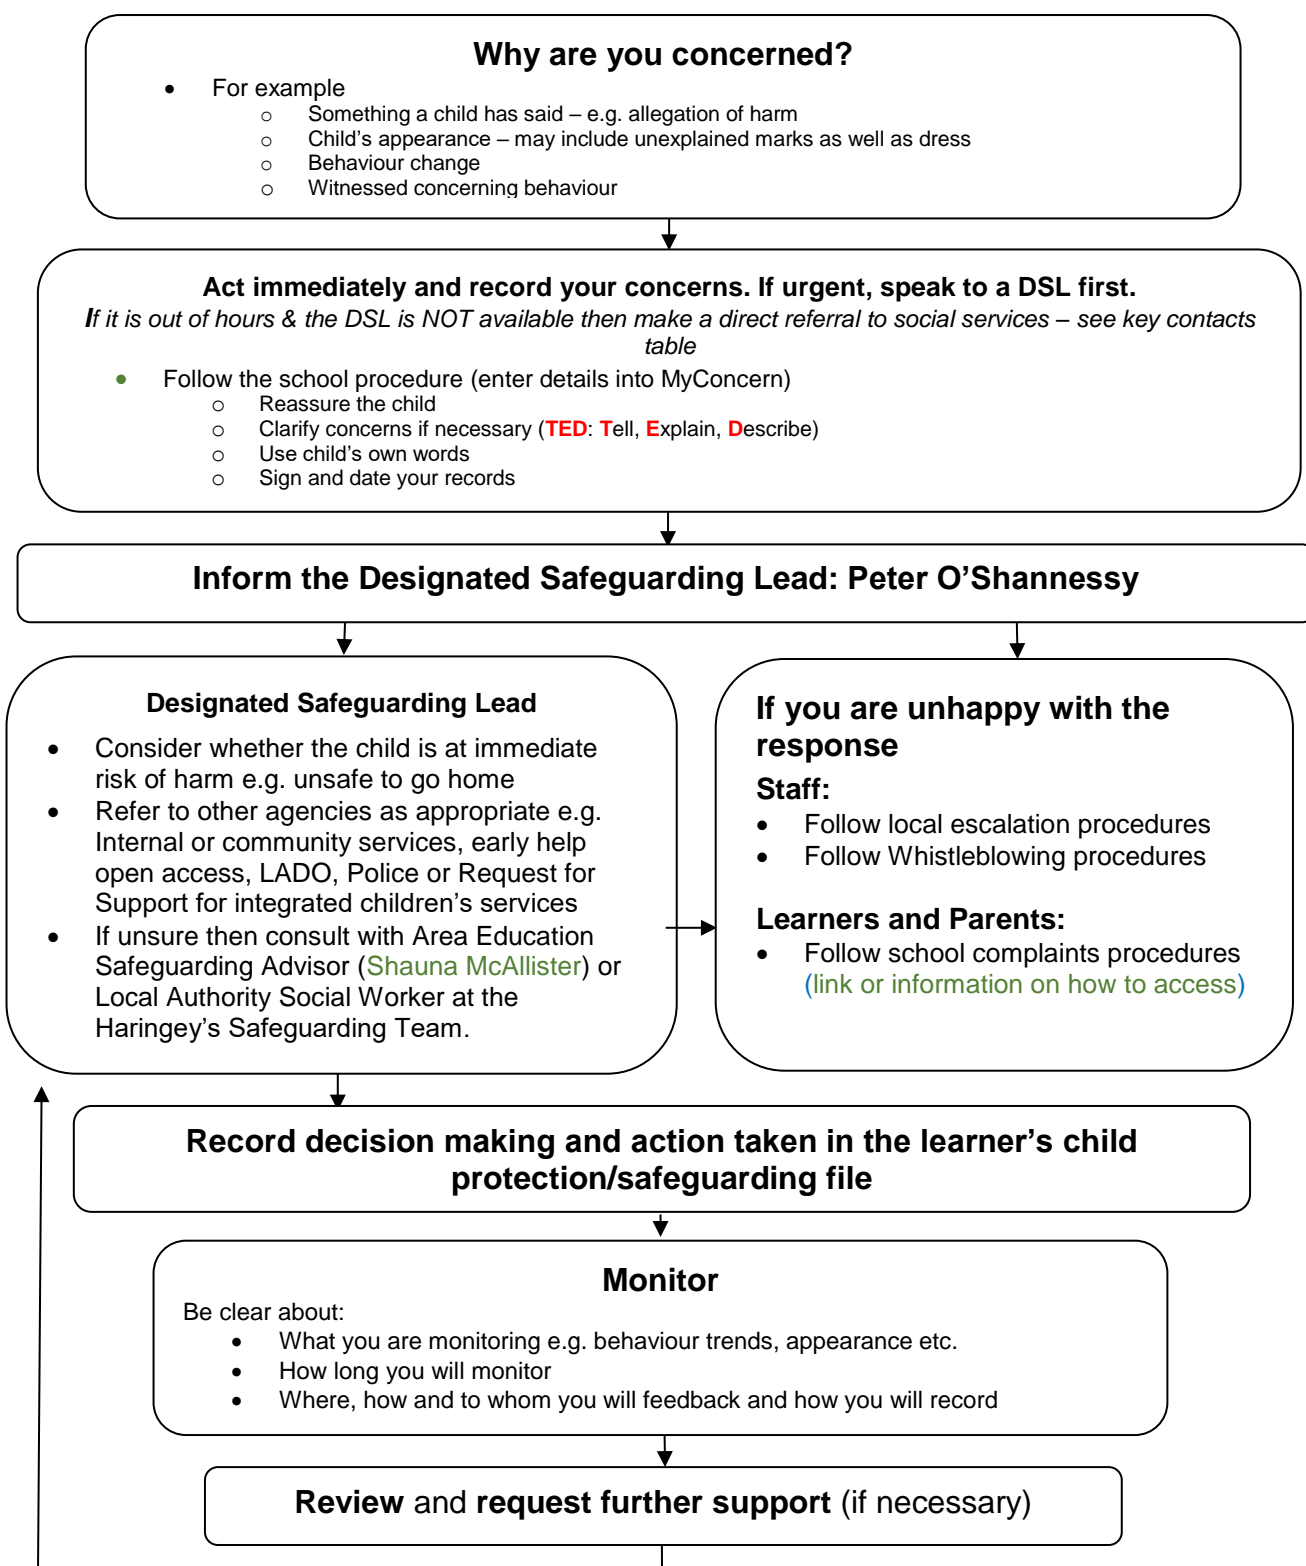 Why are you concerned?
• For example
o Something a child has said – e.g. allegation of harm
o Child’s appearance – may include unexplained marks as well as dress
o Behaviour change
o Witnessed concerning behaviour
Act immediately and record your concerns. If urgent, speak to a DSL first.
If it is out of hours & the DSL is NOT available then make a direct referral to social services – see key contacts
table
• Follow the school procedure (enter details into MyConcern)
o Reassure the child
o Clarify concerns if necessary (TED: Tell, Explain, Describe)
o Use child’s own words
o Sign and date your records
Inform the Designated Safeguarding Lead: Peter O’Shannessy
Designated Safeguarding Lead
• Consider whether the child is at immediate
risk of harm e.g. unsafe to go home
• Refer to other agencies as appropriate e.g.
Internal or community services, early help
open access, LADO, Police or Request for
Support for integrated children’s services
• If unsure then consult with Area Education
Safeguarding Advisor (Shauna McAllister) or
Local Authority Social Worker at the
Haringey’s Safeguarding Team.
If you are unhappy with the
response
Staff:
• Follow local escalation procedures
• Follow Whistleblowing procedures
Learners and Parents:
• Follow school complaints procedures
(link or information on how to access)
Record decision making and action taken in the learner’s child
protection/safeguarding file
Monitor
Be clear about:
• What you are monitoring e.g. behaviour trends, appearance etc.
• How long you will monitor
• Where, how and to whom you will feedback and how you will record
Review and request further support (if necessary)